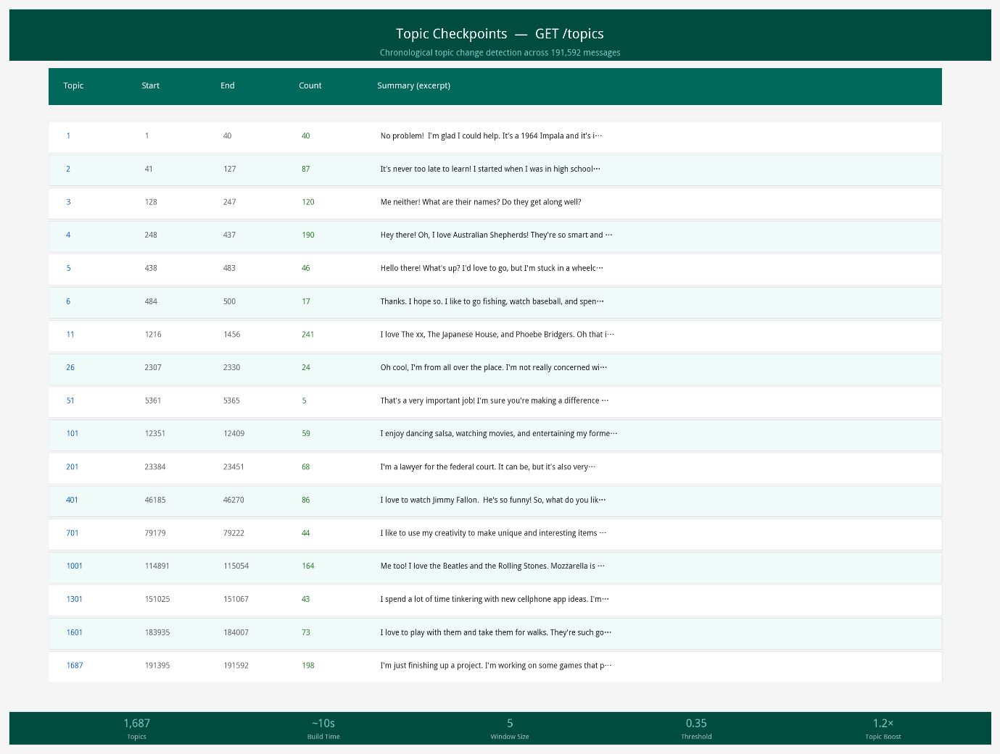 Topic Checkpoints — GET /topics
Chronological topic change detection across 191,592 messages
Topic Start End Count Summary (excerpt)
1 1 40 40 No problem!  I'm glad I could help. It's a 1964 Impala and it's i···
2 41 127 87 It's never too late to learn! I started when I was in high school···
3 128 247 120 Me neither! What are their names? Do they get along well?
4 248 437 190 Hey there! Oh, I love Australian Shepherds! They're so smart and ···
5 438 483 46 Hello there! What's up? I'd love to go, but I'm stuck in a wheelc···
6 484 500 17 Thanks. I hope so. I like to go fishing, watch baseball, and spen···
11 1216 1456 241 I love The xx, The Japanese House, and Phoebe Bridgers. Oh that i···
26 2307 2330 24 Oh cool, I'm from all over the place. I'm not really concerned wi···
51 5361 5365 5 That's a very important job! I'm sure you're making a difference ···
101 12351 12409 59 I enjoy dancing salsa, watching movies, and entertaining my forme···
201 23384 23451 68 I'm a lawyer for the federal court. It can be, but it's also very···
401 46185 46270 86 I love to watch Jimmy Fallon.  He's so funny! So, what do you lik···
701 79179 79222 44 I like to use my creativity to make unique and interesting items ···
1001 114891 115054 164 Me too! I love the Beatles and the Rolling Stones. Mozzarella is ···
1301 151025 151067 43 I spend a lot of time tinkering with new cellphone app ideas. I'm···
1601 183935 184007 73 I love to play with them and take them for walks. They're such go···
1687 191395 191592 198 I'm just finishing up a project. I'm working on some games that p···
1,687 ~10s 5 0.35 1.2×
Topics Build Time Window Size Threshold Topic Boost